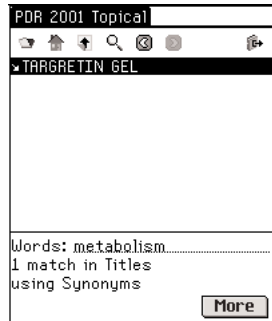 PDR 2001 Topical
TARGRETIN GEL
Words: metabolism
1 match in Titles
using Synonyms
More